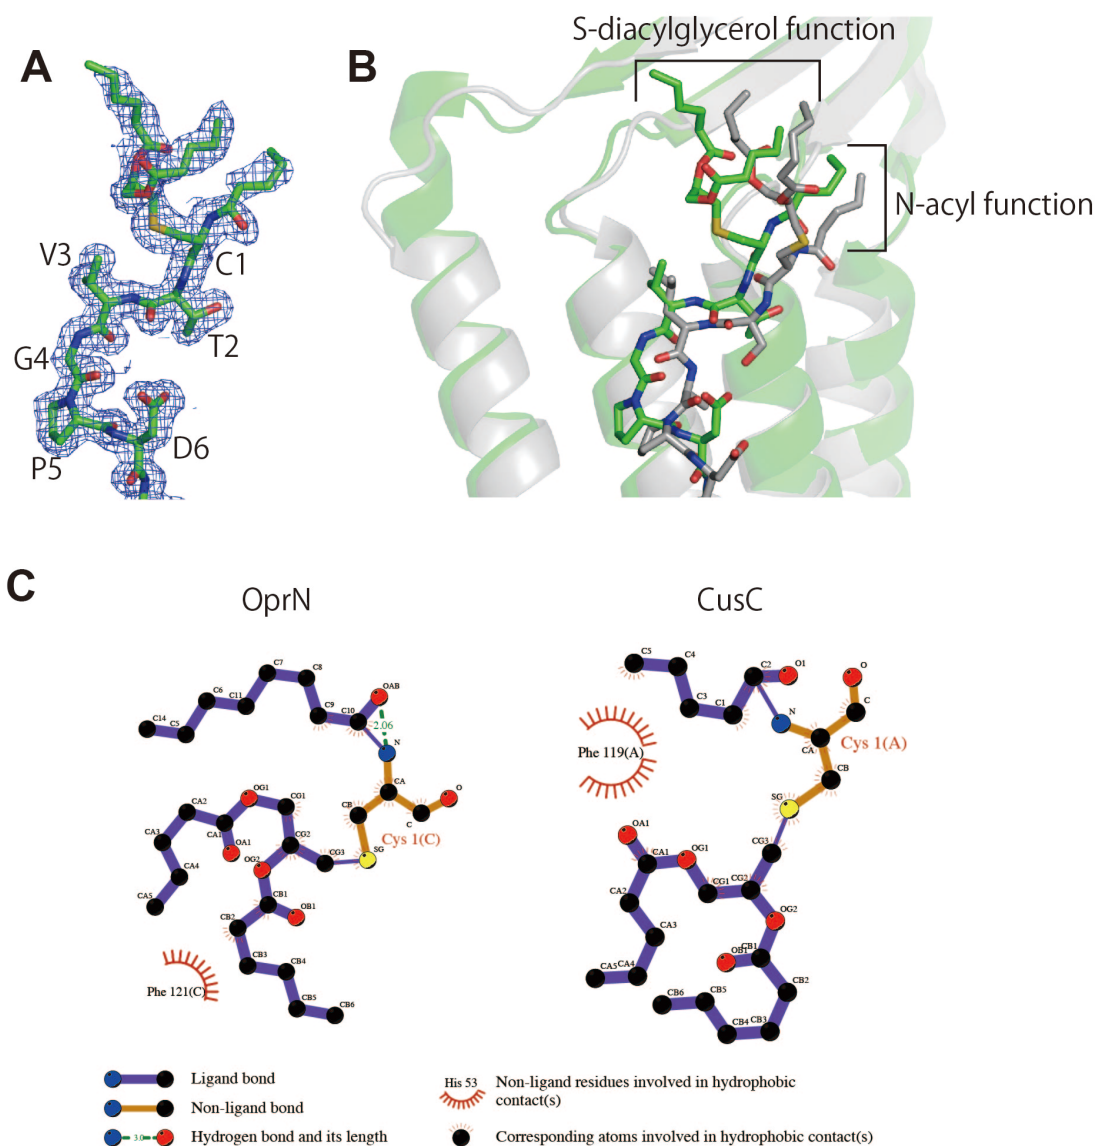 A
V3
C1
T2
G4
P5
D6
B
S-diacylglycerol function
N-acyl function
C
OprN
CusC
C7
C8
C6
C11
C14
C5
C9
C10
OAB
2.06
N
CA
CB
C
O
Cys 1(C)
SG
OG1
CG1
CA2
CA1
OA1
CA3
CA4
CA5
CG2
OG2
CG3
CB1
OB1
CB2
CB3
CB4
CB5
CB6
Phe 121(C)
C5
C4
C2
O1
O
C3
C1
N
C
CA
Cys 1(A)
CB
Phe 119(A)
SG
OA1
CG3
CA1
OG1
CG1
CG2
CA2
OG2
CA3
OB1
CB1
CA5
CA4
CB2
CB6
CB5
CB4
CB3
Ligand bond
Non-ligand bond
3.0
Hydrogen bond and its length
His 53
Non-ligand residues involved in hydrophobic
contact(s)
Corresponding atoms involved in hydrophobic contact(s)